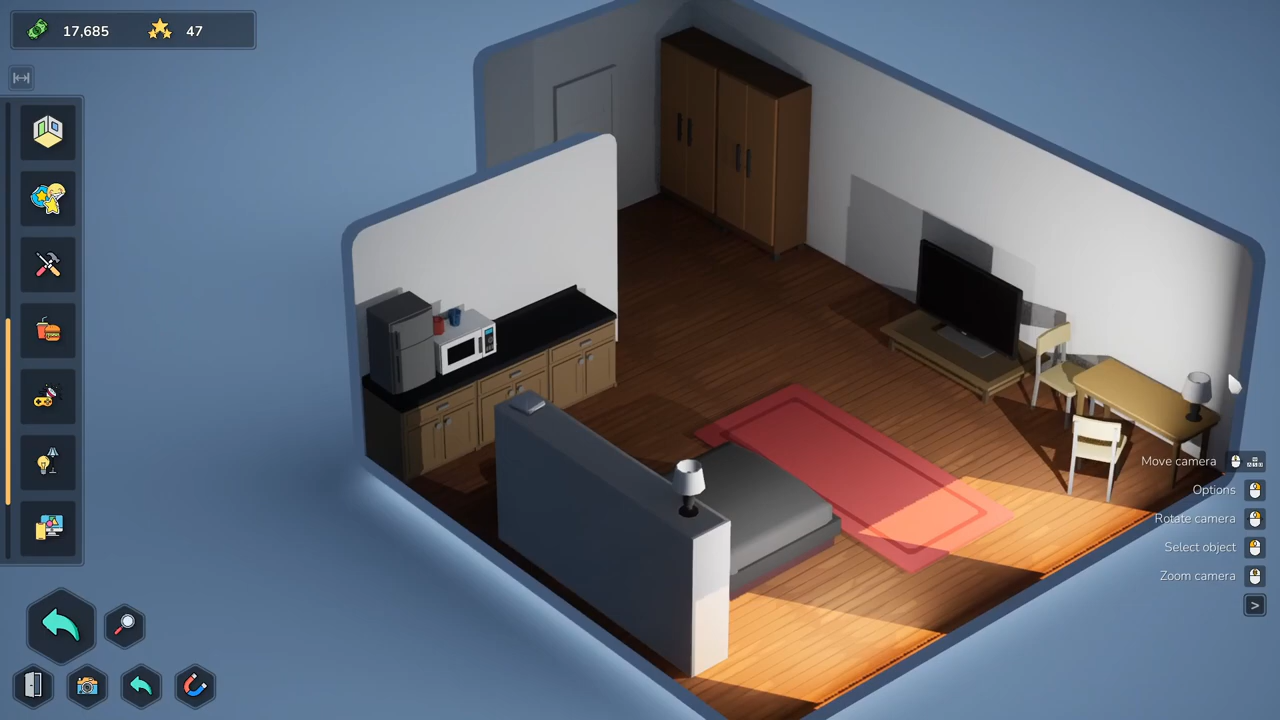 17,685 47
Move camera
Options
Rotate camera
Select object
Zoom camera
>